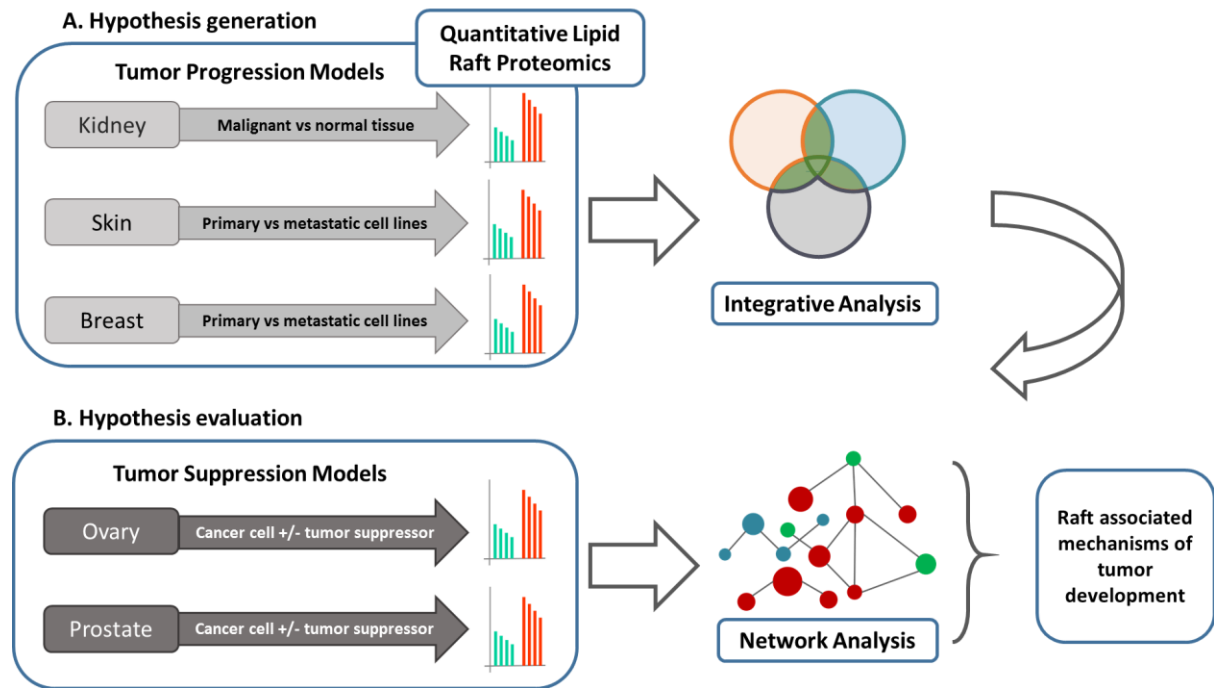 A. Hypothesis generation
Quantitative Lipid
Raft Proteomics
Tumor Progression Models
Kidney
Malignant vs normal tissue
Skin
Primary vs metastatic cell lines
Breast
Primary vs metastatic cell lines
Integrative Analysis
B. Hypothesis evaluation
Tumor Suppression Models
Ovary
Cancer cell +/- tumor suppressor
Prostate
Cancer cell +/- tumor suppressor
Network Analysis
Raft associated
mechanisms of
tumor
development